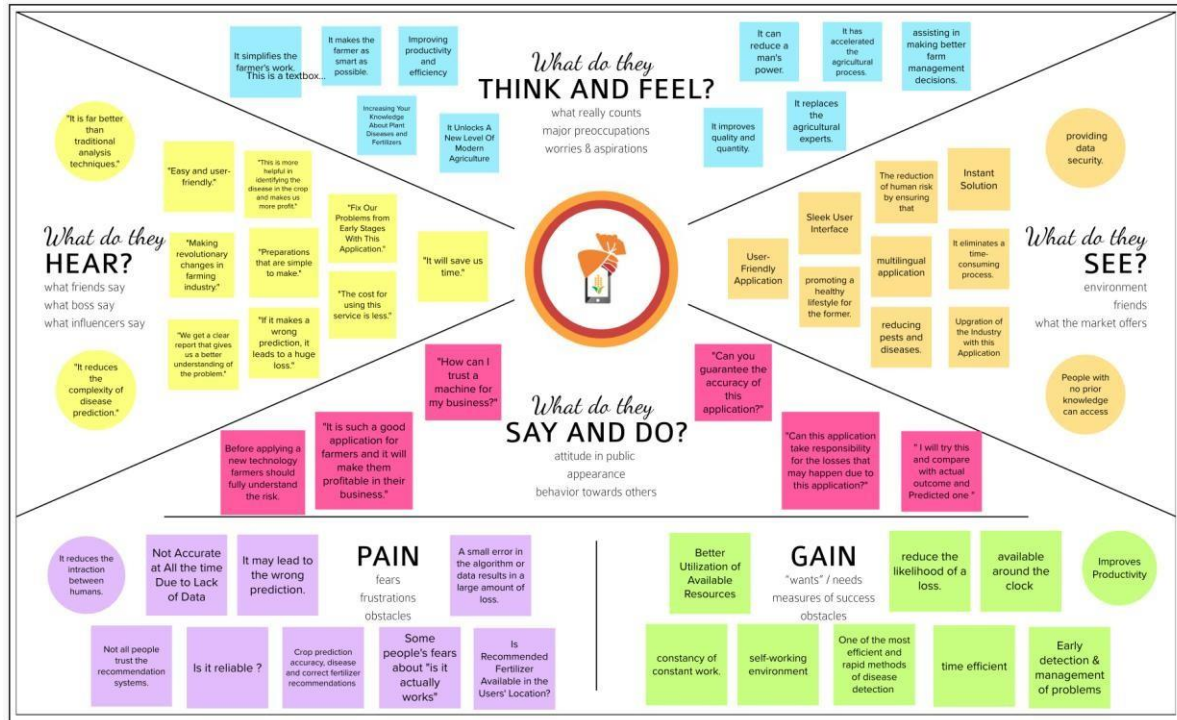 It simplifies the
farmer's work.
This is a textbox...
It makes the
farmer as
smart as
possible.
Improving
productivity
and
efficiency
Increasing Your
Knowledge
About Plant
Diseases and
Fertilizers
It Unlocks A
New Level Of
Modern
Agriculture
What do they
THINK AND FEEL?
what really counts
major preoccupations
worries & aspirations
It can
reduce a
man's
power.
It has
accelerated
the
agricultural
process.
assisting in
making better
farm
management
decisions.
It improves
quality and
quantity.
It replaces
the
agricultural
experts.
"It is far better
than
traditional
analysis
techniques."
"Easy and user-
friendly."
"This is more
helpful in
identifying the
disease in the crop
and makes us
more profit."
"Fix Our
Problems from
Early Stages
With This
Application."
What do they
HEAR?
what friends say
what boss say
what influencers say
"Making
revolutionary
changes in
farming
industry."
"Preparations
that are simple
to make."
"It will save us
time."
"The cost for
using this
service is less."
"We get a clear
report that gives
us a better
understanding of
the problem."
"If it makes a
wrong
prediction, it
leads to a huge
loss."
"It reduces
the
complexity of
disease
prediction."
providing
data
security.
The reduction
of human risk
by ensuring
that
Instant
Solution
Sleek User
Interface
User-
Friendly
Application
multilingual
application
It eliminates a
time-
consuming
process.
promoting a
healthy
lifestyle for
the former.
reducing
pests and
diseases.
Upgration of
the Industry
with this
Application
What do they
SEE?
environment
friends
what the market offers
People with
no prior
knowledge
can access
"How can I
trust a
machine for
my business?"
"Can you
guarantee the
accuracy of
this
application?"
What do they
SAY AND DO?
attitude in public
appearance
behavior towards others
Before applying a
new technology
farmers should
fully understand
the risk.
"It is such a good
application for
farmers and it will
make them
profitable in their
business."
"Can this application
take responsibility
for the losses that
may happen due to
this application?"
" I will try this
and compare
with actual
outcome and
Predicted one "
It reduces the
intraction
between
humans.
Not Accurate
at All the time
Due to Lack
of Data
It may lead to
the wrong
prediction.
PAIN
fears
frustrations
obstacles
A small error in
the algorithm or
data results in a
large amount of
loss.
Not all people
trust the
recommendation
systems.
Is it reliable ?
Crop prediction
accuracy, disease
and correct fertilizer
recommendations
Some
people's fears
about "is it
actually
works"
Is
Recommended
Fertilizer
Available in the
Users' Location?
Better
Utilization of
Available
Resources
GAIN
"wants" / needs
measures of success
obstacles
reduce the
likelihood of a
loss.
available
around the
clock
Improves
Productivity
constancy of
constant work.
self-working
environment
One of the most
efficient and
rapid methods
of disease
detection
time efficient
Early
detection &
management
of problems